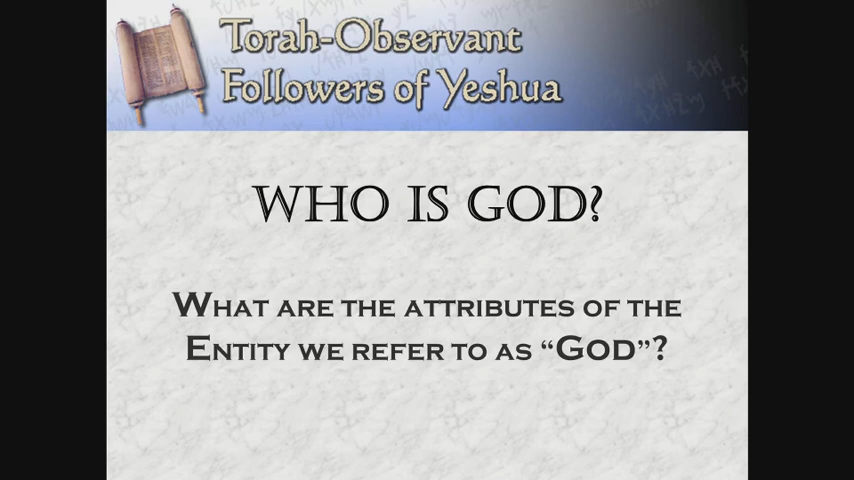 Torah-Observant
Followers of Yeshua
WHO IS GOD?
WHAT ARE THE ATTRIBUTES OF THE
ENTITY WE REFER TO AS “GOD”?